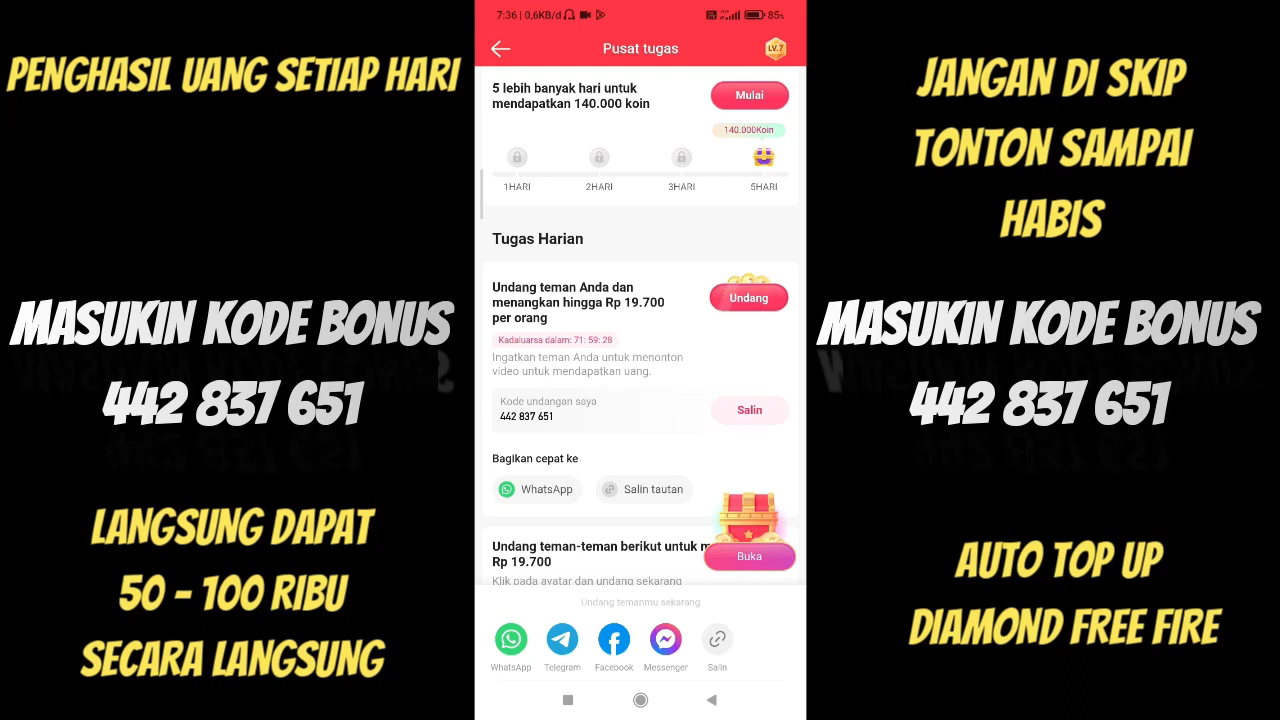 PENGHASIL UANG SETIAP HARI
MASUKIN KODE BONUS
442 837 651
LANGSUNG DAPAT
50 - 100 RIBU
SECARA LANGSUNG
7:36 | 0,6KB/d
85%
Pusat tugas
LV.7
5 lebih banyak hari untuk
mendapatkan 140.000 koin
Mulai
140.000Koin
1HARI 2HARI 3HARI 5HARI
Tugas Harian
Undang teman Anda dan
menangkan hingga Rp 19.700
per orang
Undang
Kadaluarsa dalam: 71: 59: 28
Ingatkan teman Anda untuk menonton
video untuk mendapatkan uang.
Kode undangan saya
442 837 651
Salin
Bagikan cepat ke
WhatsApp
Salin tautan
Undang teman-teman berikut untuk m
Rp 19.700
Buka
Klik pada avatar dan undang sekarang
Undang temanmu sekarang
WhatsApp Telegram Facebook Messenger Salin
JANGAN DI SKIP
TONTON SAMPAI
HABIS
MASUKIN KODE BONUS
442 837 651
AUTO TOP UP
DIAMOND FREE FIRE